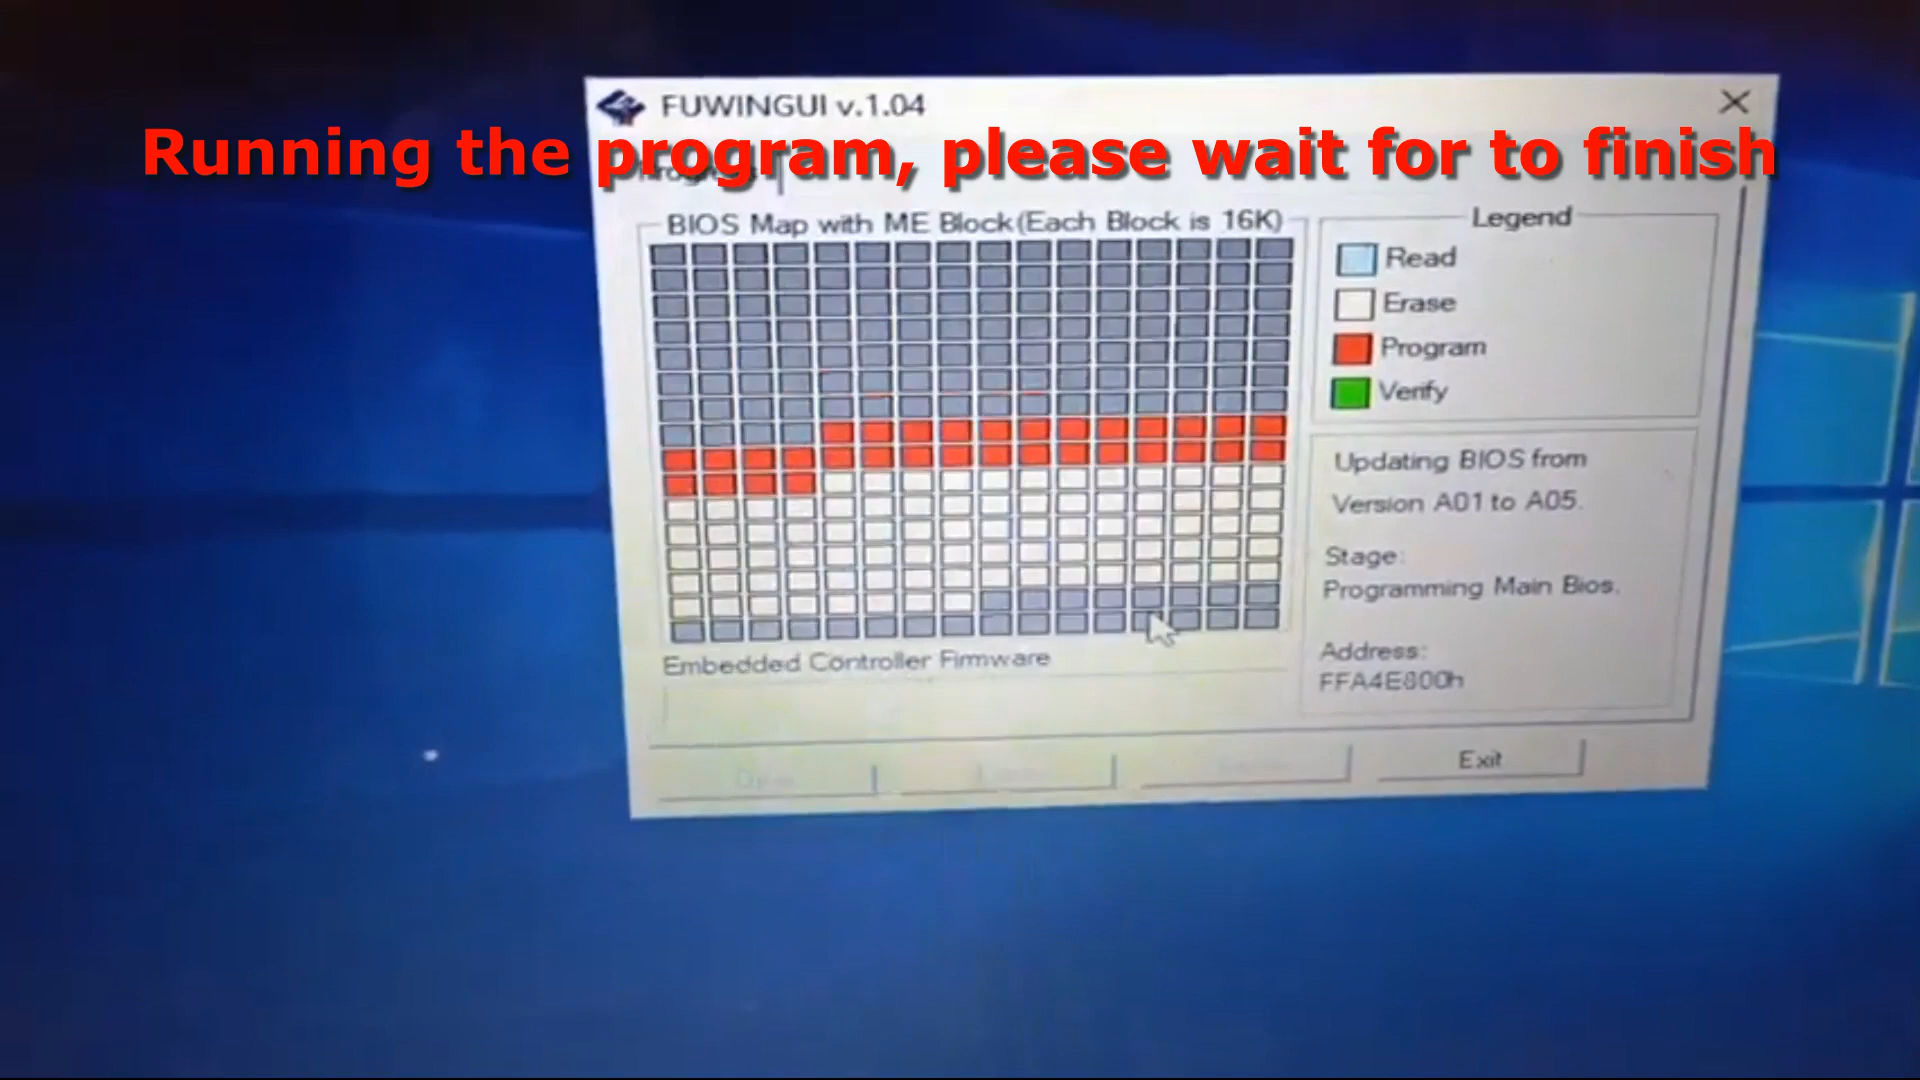 FUWINGUI v.1.04
Running the program, please wait for to finish
BIOS Map with ME Block(Each Block is 16K)
Legend
Read
Erase
Program
Verify
Updating BIOS from
Version A01 to A05.
Stage:
Programming Main Bios.
Address:
FFA4E800h
Embedded Controller Firmware
Exit